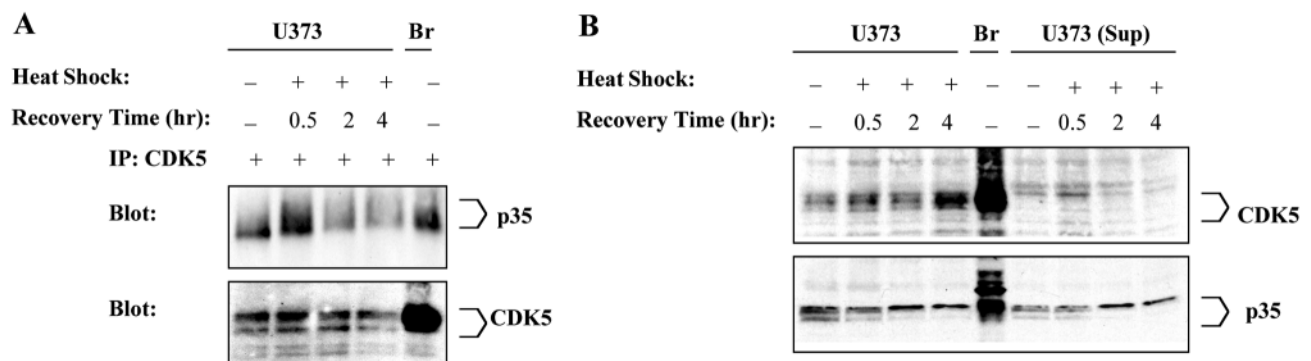 A
U373 Br
Heat Shock: – + + + –
Recovery Time (hr): – 0.5 2 4 –
IP: CDK5 + + + + +
Blot: p35
Blot: CDK5
B
U373 Br U373 (Sup)
Heat Shock: – + + + – – + + +
Recovery Time (hr): – 0.5 2 4 – – 0.5 2 4
CDK5
p35